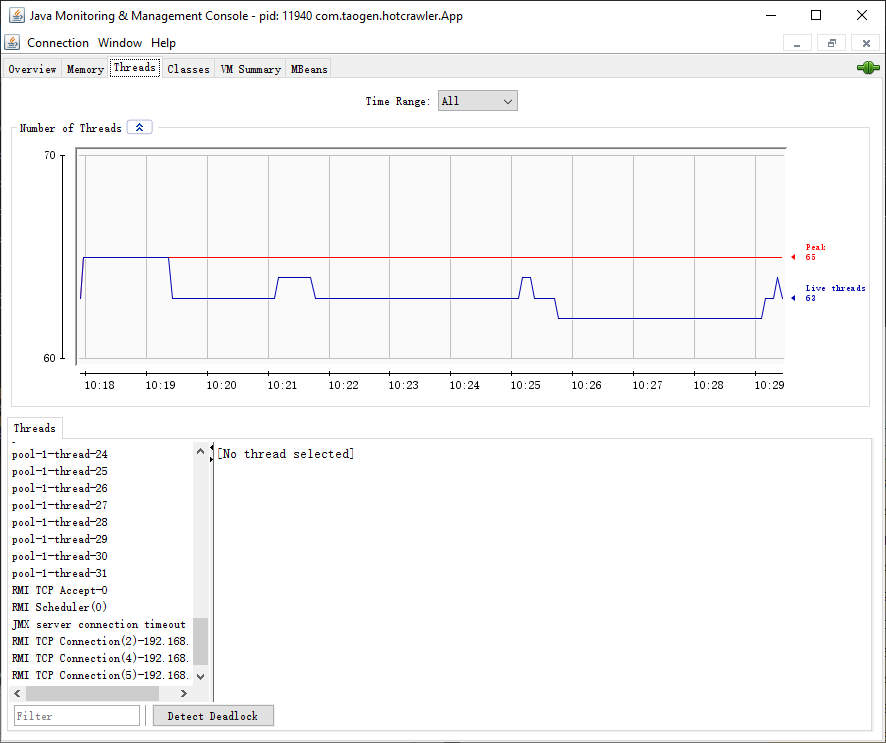 Java Monitoring & Management Console - pid: 11940 com.taogen.hotcrawler.App
Connection Window Help
Overview Memory Threads Classes VM Summary MBeans
Time Range: All
Number of Threads
70
60
Peak
65
Live threads
63
10:18 10:19 10:20 10:21 10:22 10:23 10:24 10:25 10:26 10:27 10:28 10:29
Threads
pool-1-thread-24
pool-1-thread-25
pool-1-thread-26
pool-1-thread-27
pool-1-thread-28
pool-1-thread-29
pool-1-thread-30
pool-1-thread-31
RMI TCP Accept-0
RMI Scheduler(0)
JMX server connection timeout
RMI TCP Connection(2)-192.168.
RMI TCP Connection(4)-192.168.
RMI TCP Connection(5)-192.168.
[No thread selected]
Filter
Detect Deadlock